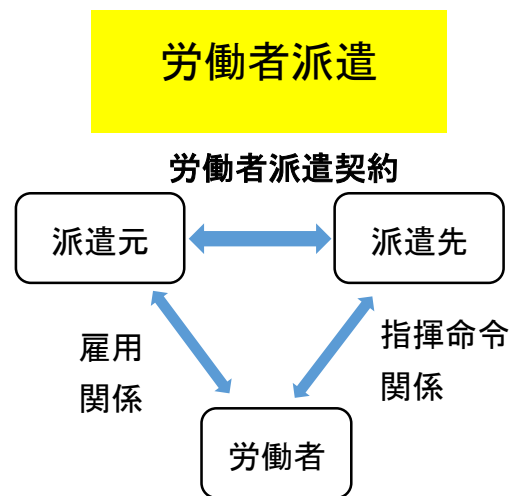 労働者派遣
労働者派遣契約
派遣元
派遣先
雇用
関係
指揮命令
関係
労働者